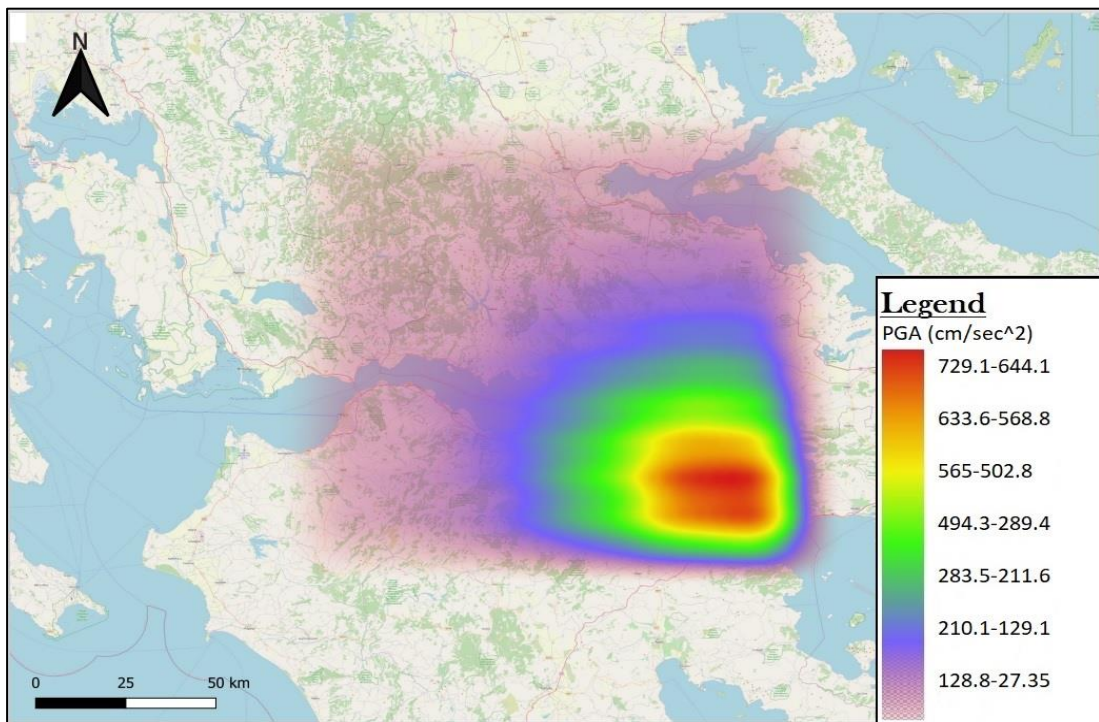 N
Legend
PGA (cm/sec^2)
729.1-644.1
633.6-568.8
565-502.8
494.3-289.4
283.5-211.6
210.1-129.1
128.8-27.35
0 25 50 km